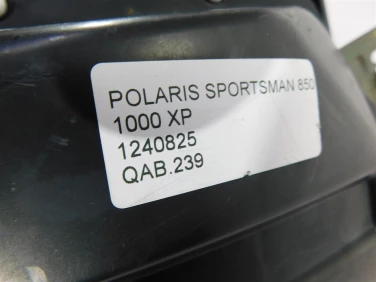 POLARIS SPORTSMAN 850
1000 XP
1240825
QAB.239